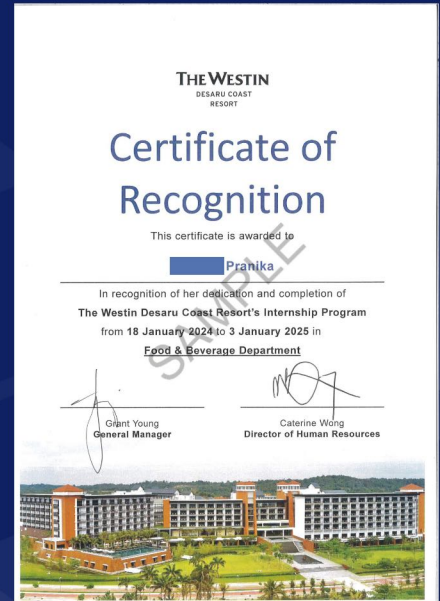 THE WESTIN
DESARU COAST
RESORT
Certificate of
Recognition
This certificate is awarded to
Pranika
In recognition of her dedication and completion of
The Westin Desaru Coast Resort's Internship Program
from 18 January 2024 to 3 January 2025 in
Food & Beverage Department
SAMPLE
Grant Young
General Manager
Caterine Wong
Director of Human Resources